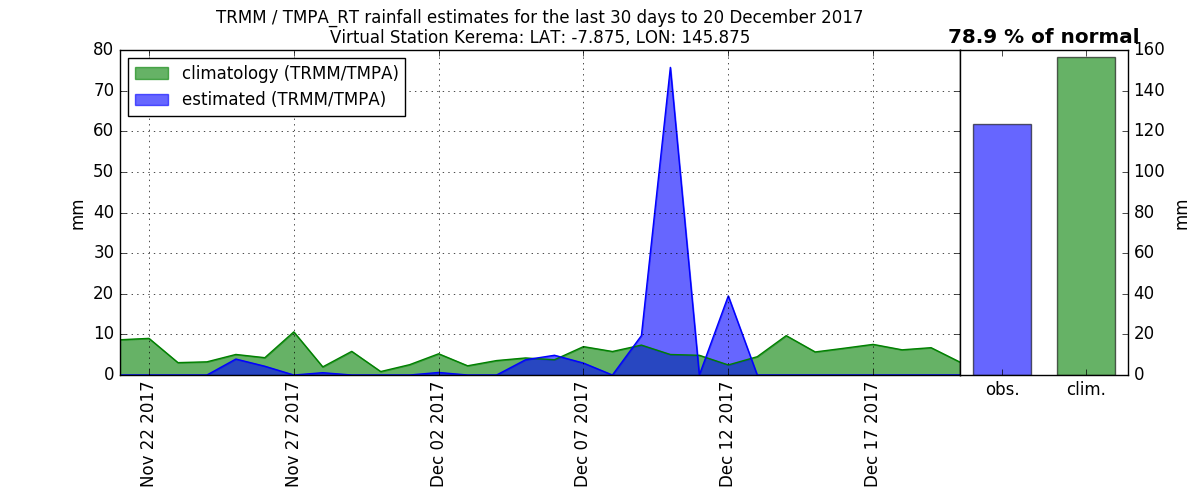 TRMM / TMPA_RT rainfall estimates for the last 30 days to 20 December 2017
Virtual Station Kerema: LAT: -7.875, LON: 145.875
78.9 % of normal
climatology (TRMM/TMPA)
estimated (TRMM/TMPA)
mm
80
70
60
50
40
30
20
10
0
Nov 22 2017
Nov 27 2017
Dec 02 2017
Dec 07 2017
Dec 12 2017
Dec 17 2017
obs.
clim.
160
140
120
100
80
60
40
20
0
mm